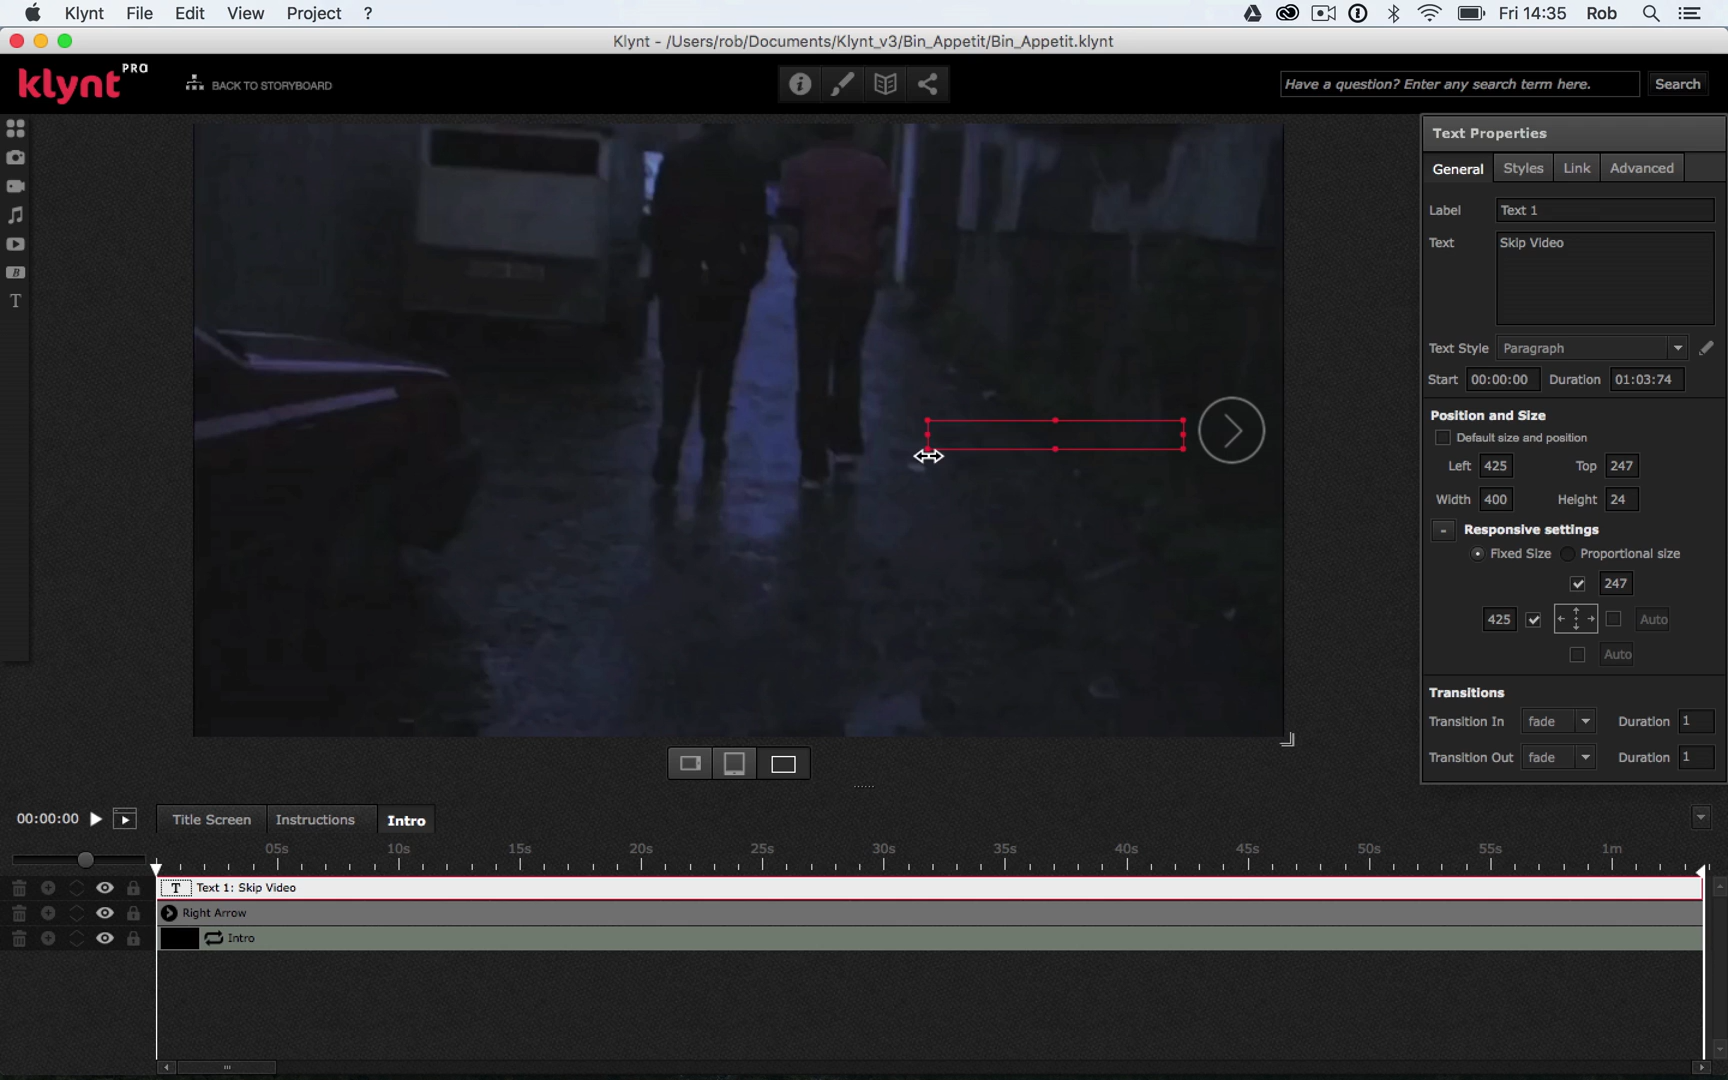 Klynt File Edit View Project ? Fri 14:35 Rob
Klynt - /Users/rob/Documents/Klynt_v3/Bin_Appetit/Bin_Appetit.klynt
klynt PRO BACK TO STORYBOARD Have a question? Enter any search term here. Search
Text Properties
General Styles Link Advanced
Label Text 1
Text Skip Video
Text Style Paragraph
Start 00:00:00 Duration 01:03:74
Position and Size
Default size and position
Left 425 Top 247
Width 400 Height 24
- Responsive settings
Fixed Size Proportional size
247
425 Auto
Auto
Transitions
Transition In fade Duration 1
Transition Out fade Duration 1
00:00:00 Title Screen Instructions Intro
05s 10s 15s 20s 25s 30s 35s 40s 45s 50s 55s 1m
T Text 1: Skip Video
Right Arrow
Intro